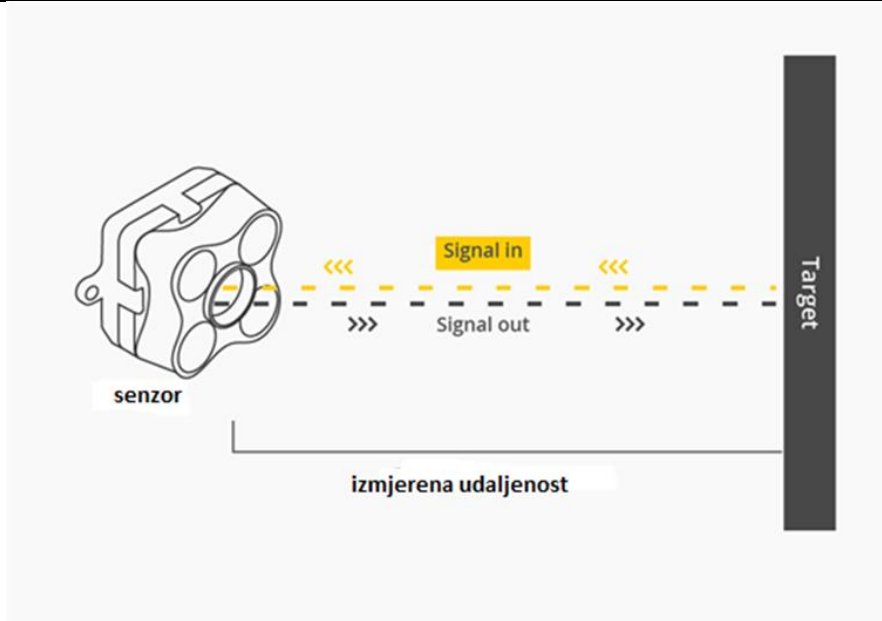 Signal in
Signal out
Target
senzor
izmjerena udaljenost